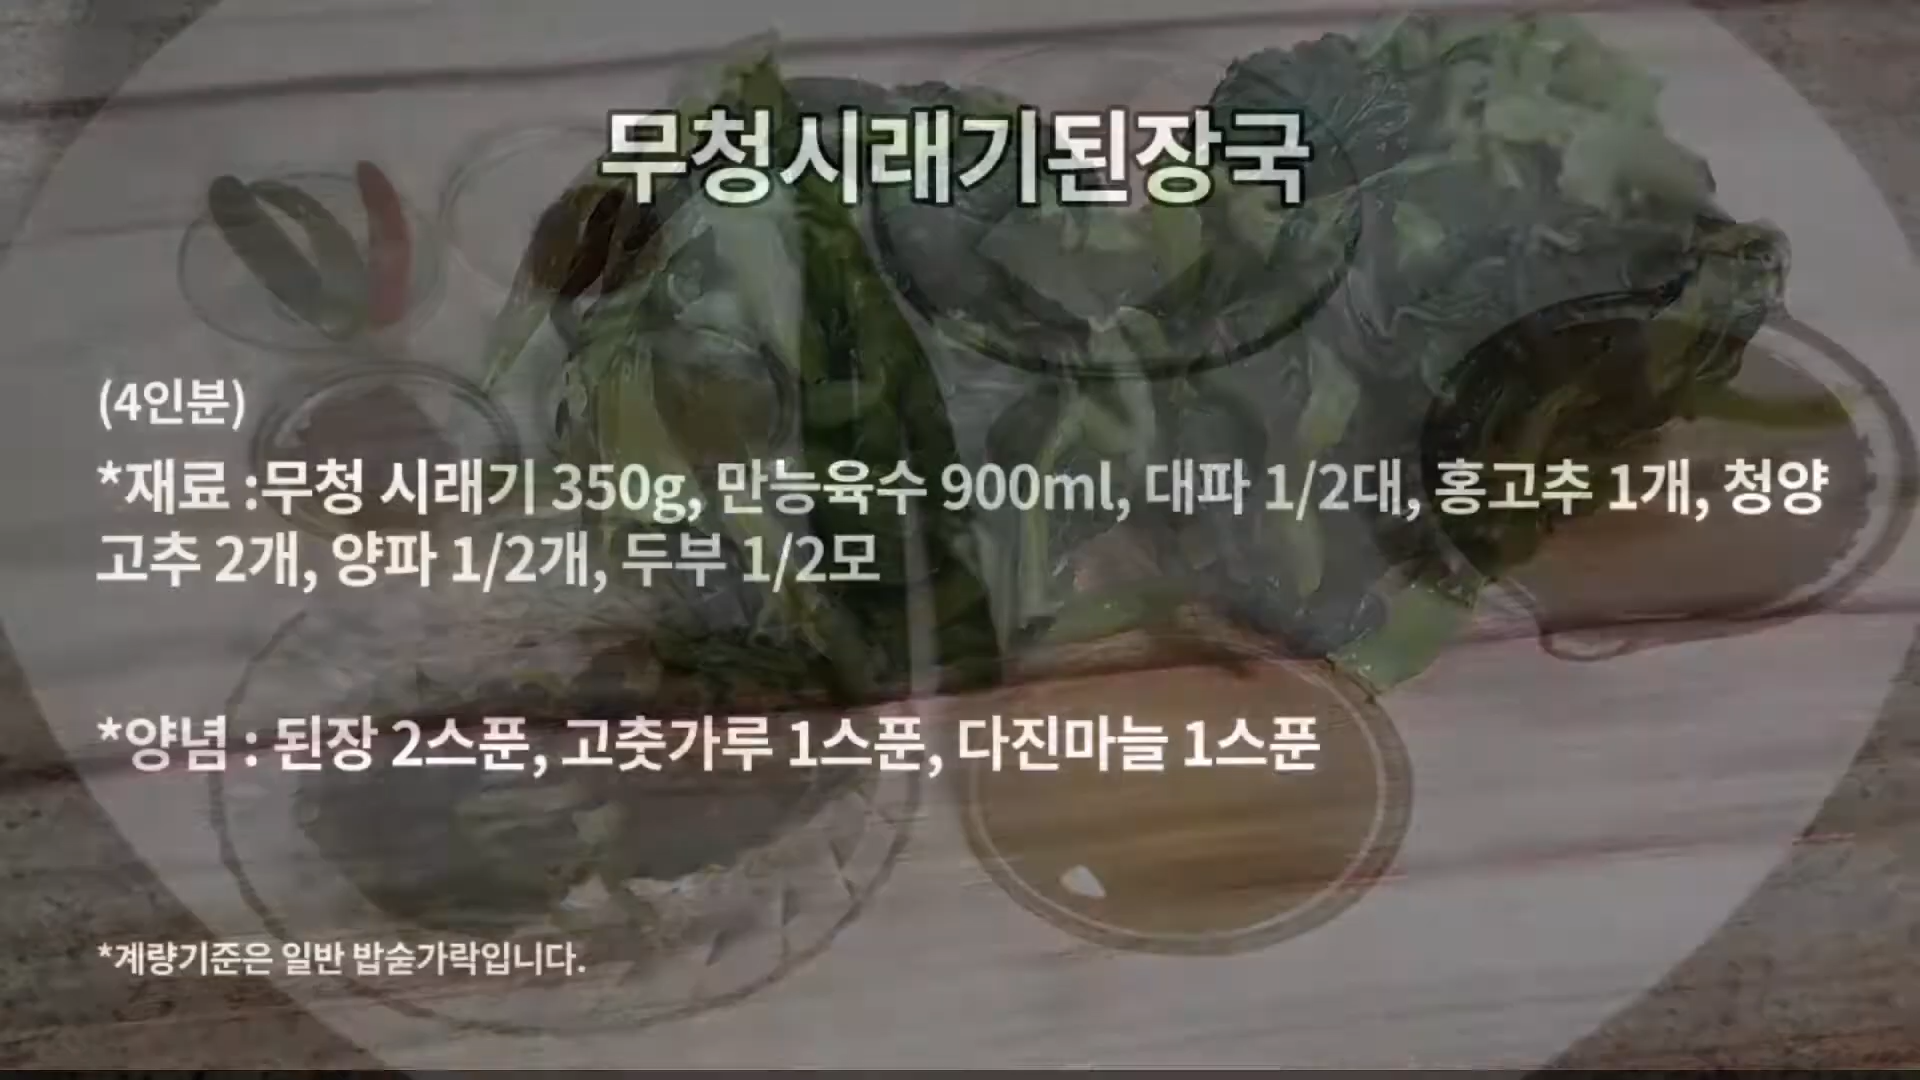 무청시래기된장국
(4인분)
*재료 :무청 시래기 350g, 만능육수 900ml, 대파 1/2대, 홍고추 1개, 청양
고추 2개, 양파 1/2개, 두부 1/2모
*양념 : 된장 2스푼, 고춧가루 1스푼, 다진마늘 1스푼
*계량기준은 일반 밥숟가락입니다.